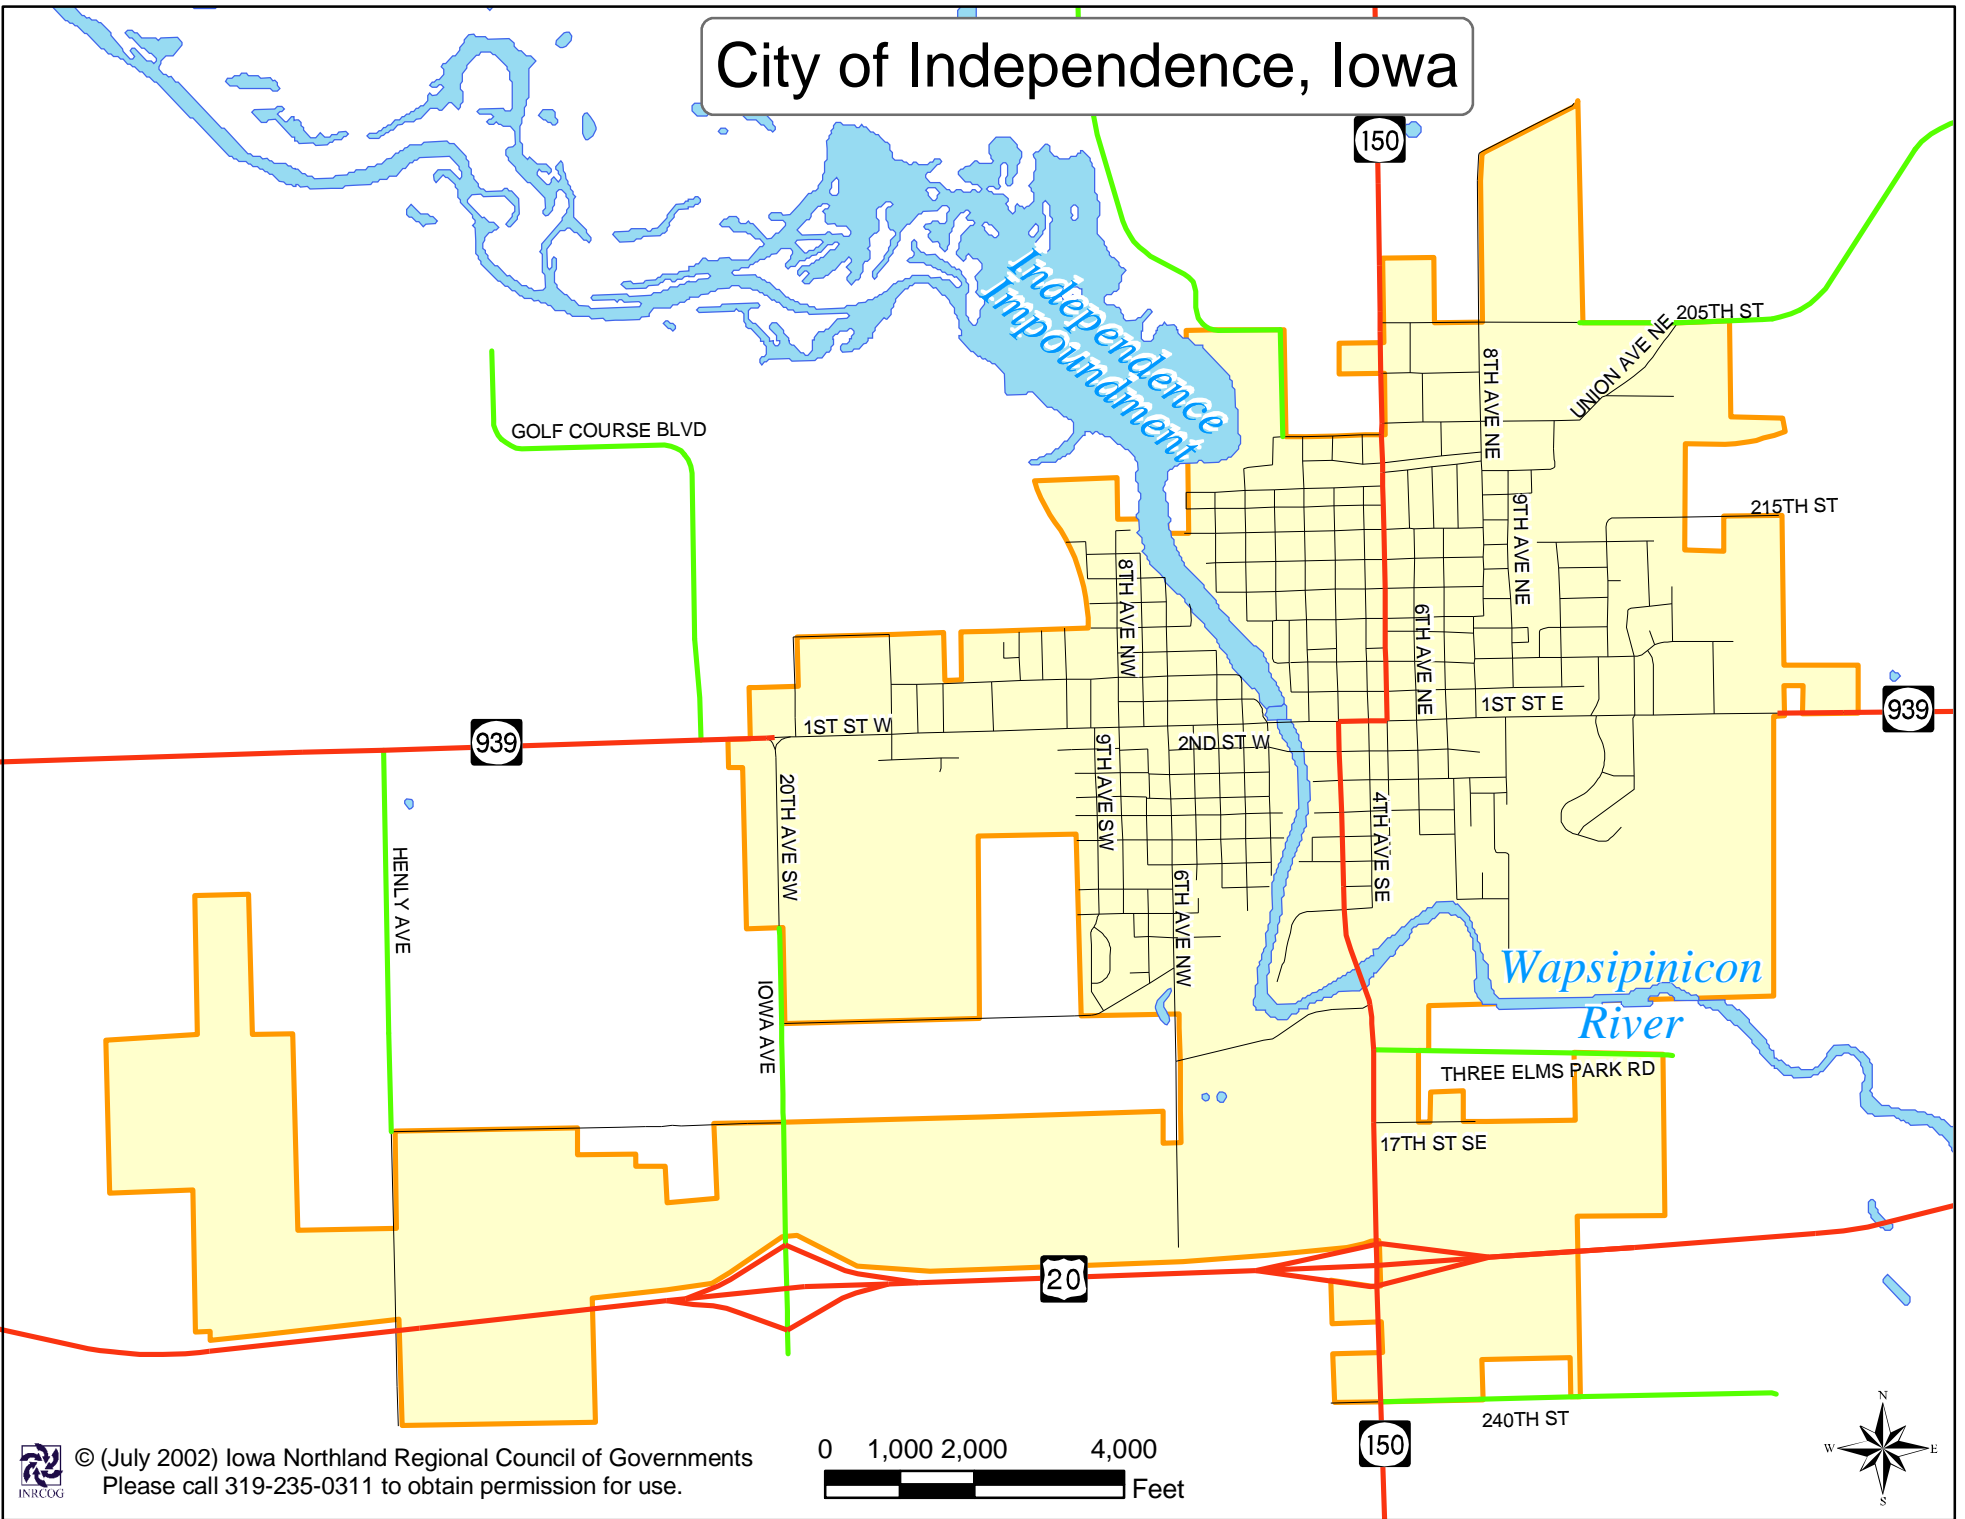 City of Independence, Iowa
150
205TH ST
UNION AVE NE
8TH AVE NE
Independence
Impoundment
GOLF COURSE BLVD
9TH AVE NE
215TH ST
8TH AVE NW
6TH AVE NE
1ST ST E
939
1ST ST W
939
2ND ST W
9TH AVE SW
20TH AVE SW
4TH AVE SE
HENLY AVE
6TH AVE NW
Wapsipinicon
River
IOWA AVE
THREE ELMS PARK RD
17TH ST SE
20
240TH ST
150
N
W
E
S
INRCOG
© (July 2002) Iowa Northland Regional Council of Governments
Please call 319-235-0311 to obtain permission for use.
0 1,000 2,000 4,000
Feet